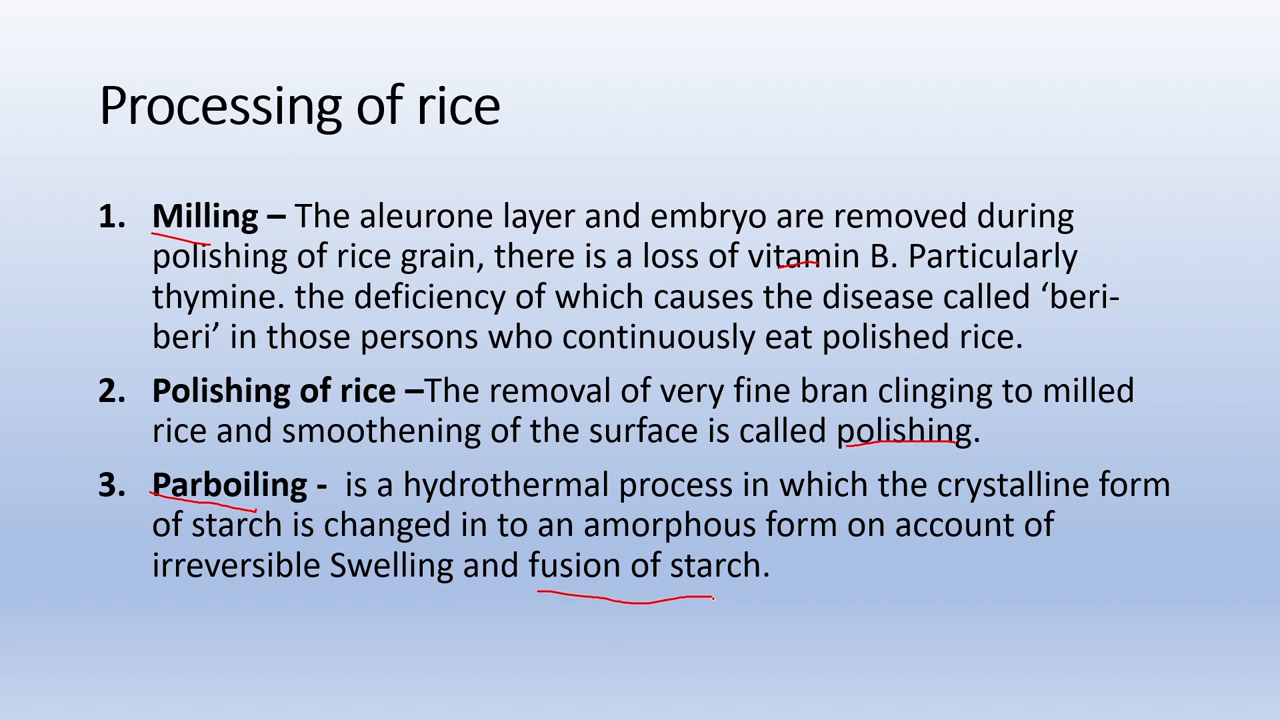 Processing of rice
1. Milling – The aleurone layer and embryo are removed during
polishing of rice grain, there is a loss of vitamin B. Particularly
thymine. the deficiency of which causes the disease called ‘beri-
beri’ in those persons who continuously eat polished rice.
2. Polishing of rice –The removal of very fine bran clinging to milled
rice and smoothening of the surface is called polishing.
3. Parboiling - is a hydrothermal process in which the crystalline form
of starch is changed in to an amorphous form on account of
irreversible Swelling and fusion of starch.